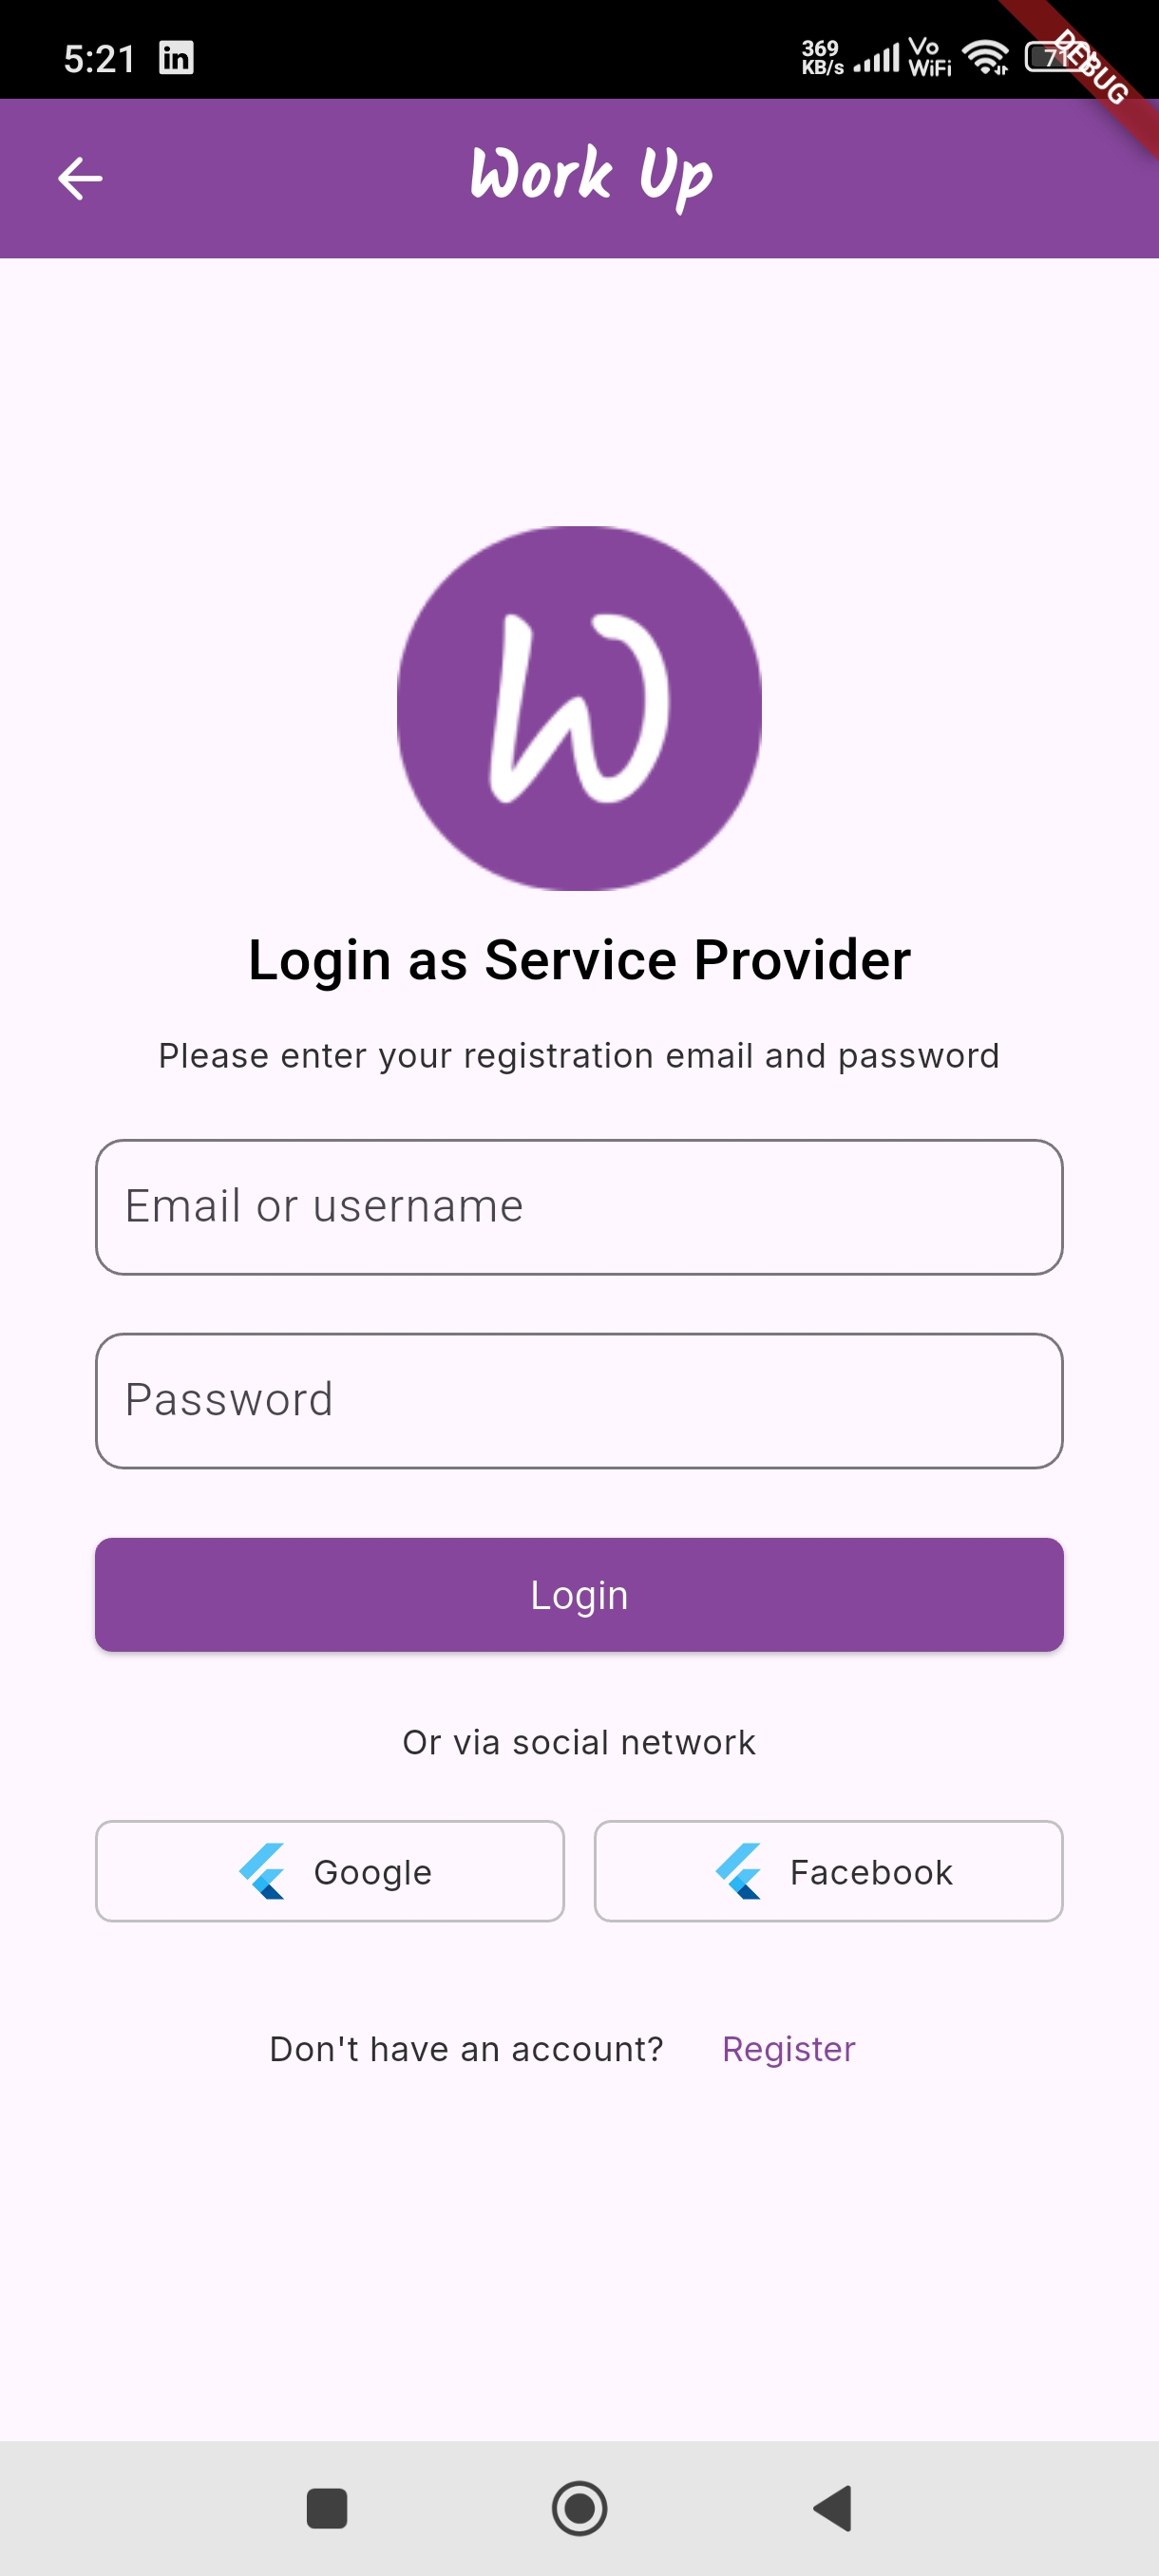 5:21 in 369 KB/s Vo WiFi
DEBUG
Work Up
W
Login as Service Provider
Please enter your registration email and password
Email or username
Password
Login
Or via social network
Google Facebook
Don't have an account? Register